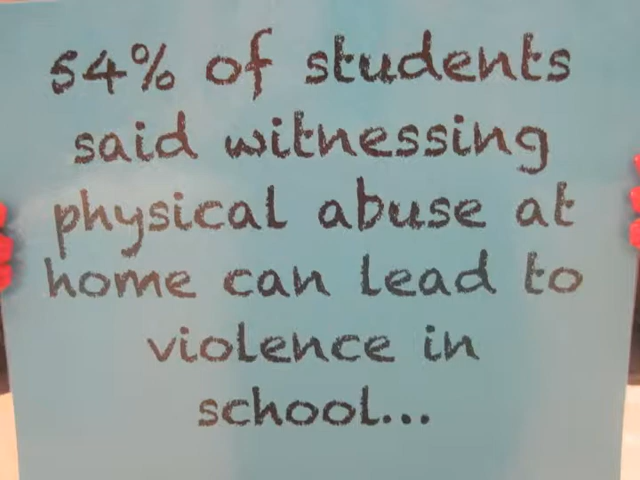 54% of students
said witnessing
physical abuse at
home can lead to
violence in
school...